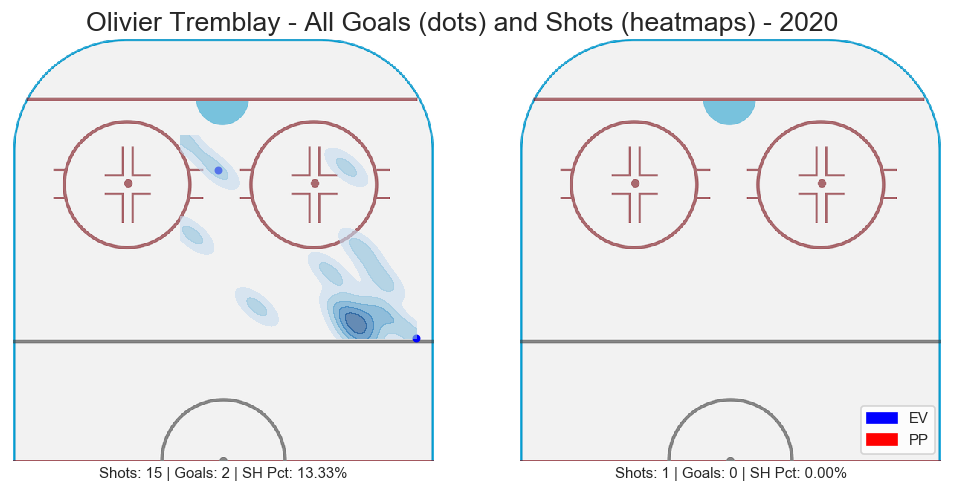 Olivier Tremblay - All Goals (dots) and Shots (heatmaps) - 2020
EV
PP
Shots: 15 | Goals: 2 | SH Pct: 13.33%
Shots: 1 | Goals: 0 | SH Pct: 0.00%